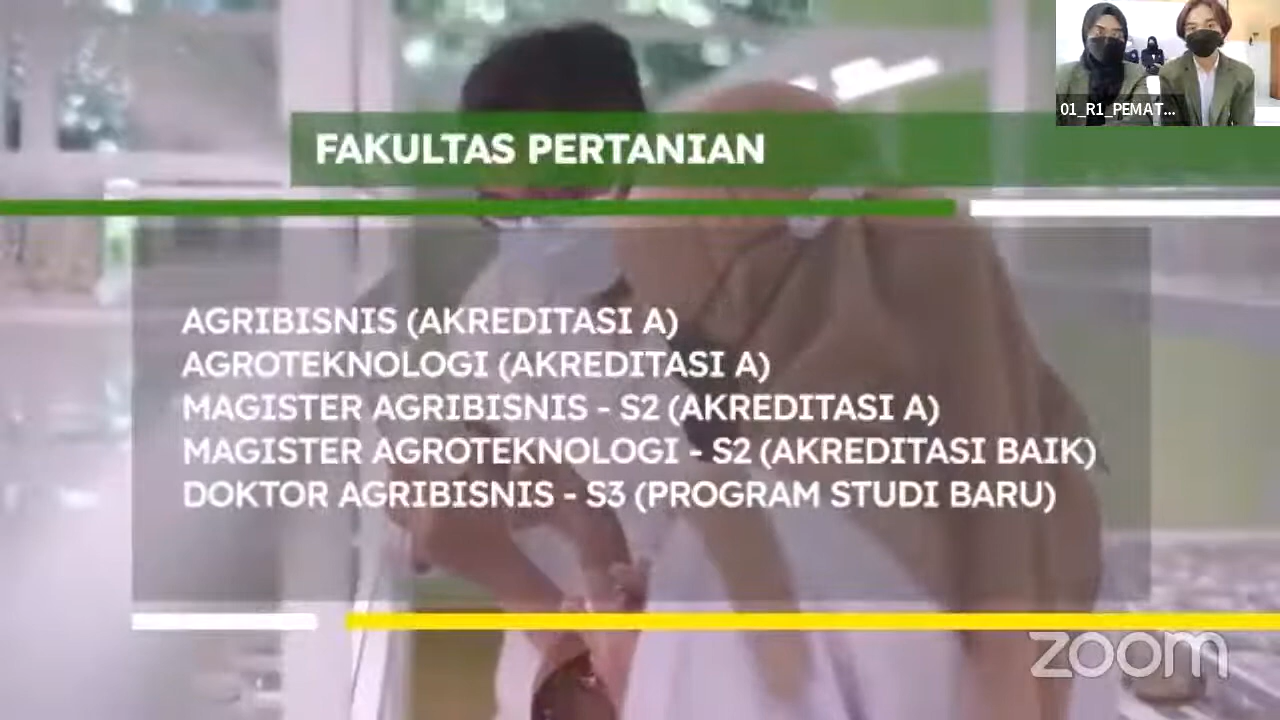 01_R1_PEMAT...
FAKULTAS PERTANIAN
AGRIBISNIS (AKREDITASI A)
AGROTEKNOLOGI (AKREDITASI A)
MAGISTER AGRIBISNIS - S2 (AKREDITASI A)
MAGISTER AGROTEKNOLOGI - S2 (AKREDITASI BAIK)
DOKTOR AGRIBISNIS - S3 (PROGRAM STUDI BARU)
zoom